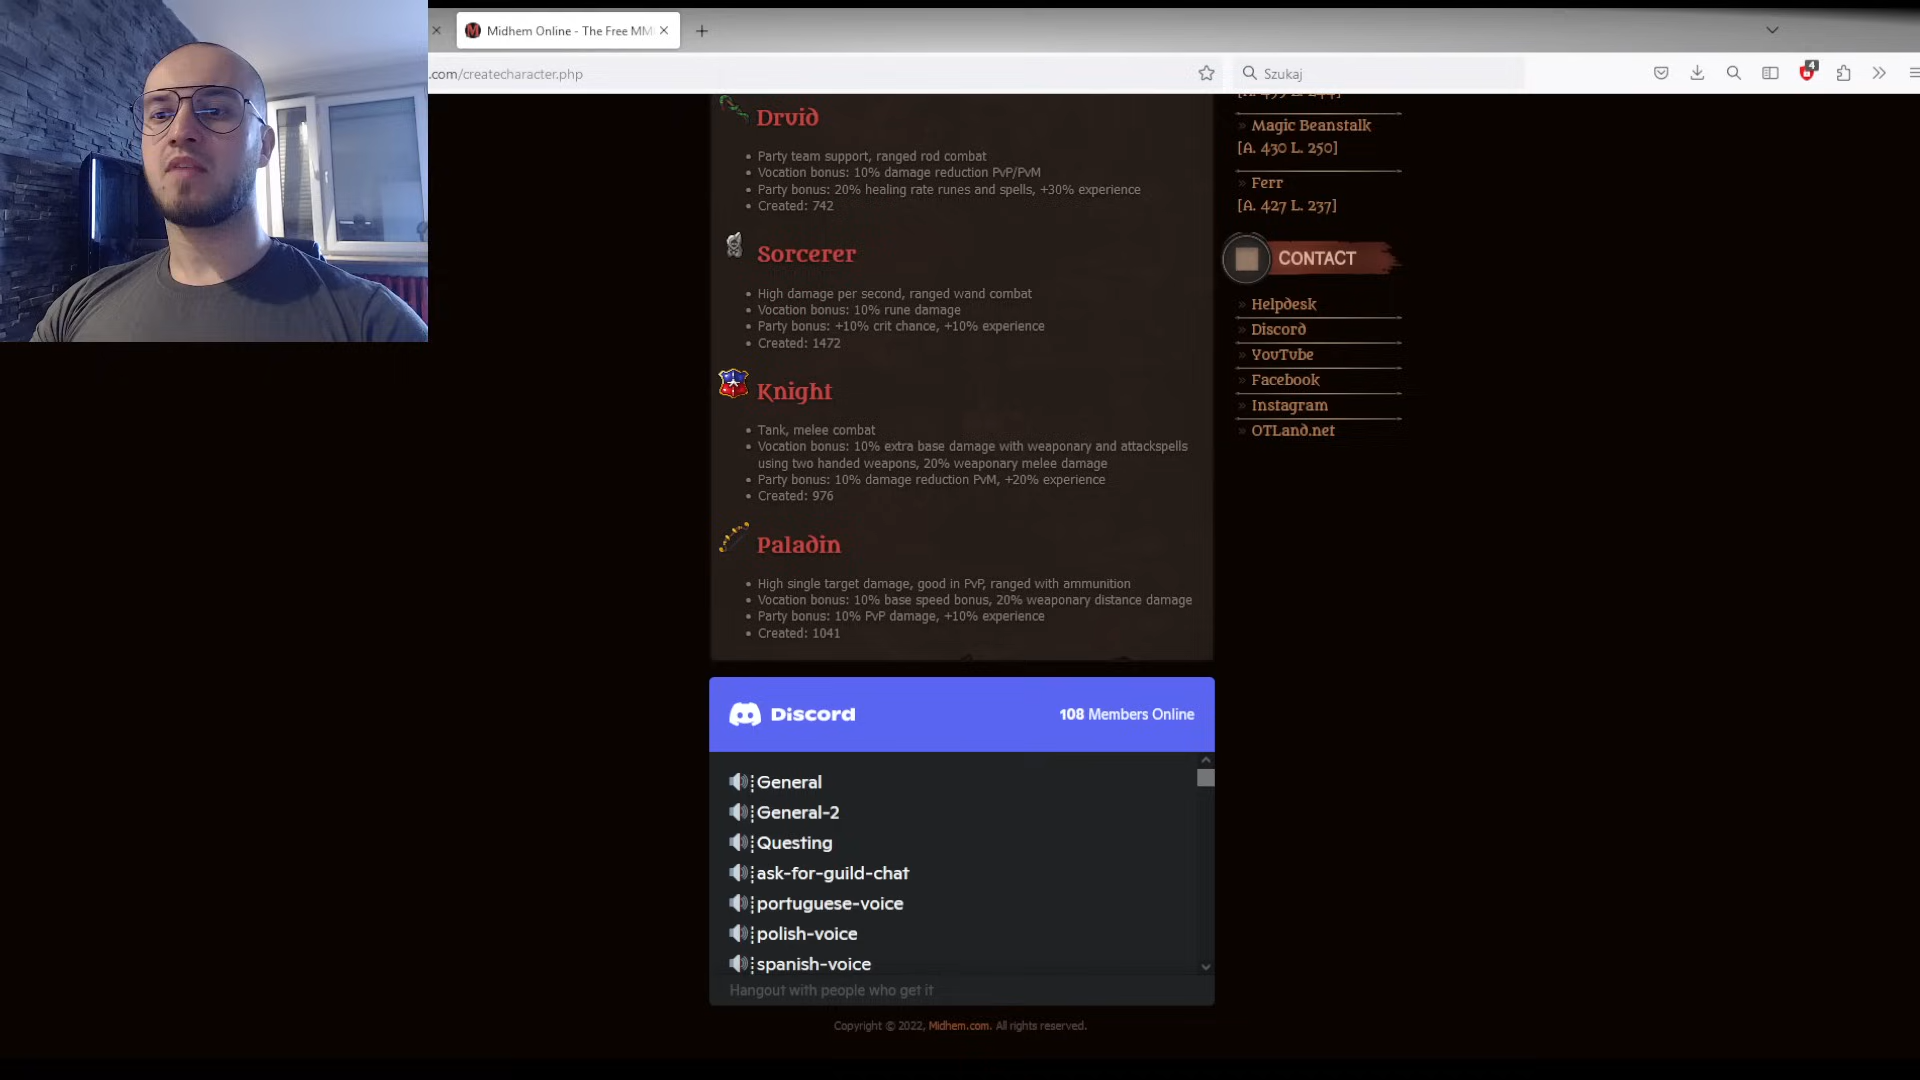 Midhem Online - The Free MM
.com/createcharacter.php
Szukaj
4
Druid
Party team support, ranged rod combat
Vocation bonus: 10% damage reduction PvP/PvM
Party bonus: 20% healing rate runes and spells, +30% experience
Created: 742
Sorcerer
High damage per second, ranged wand combat
Vocation bonus: 10% rune damage
Party bonus: +10% crit chance, +10% experience
Created: 1472
Knight
Tank, melee combat
Vocation bonus: 10% extra base damage with weaponary and attackspells
using two handed weapons, 20% weaponary melee damage
Party bonus: 10% damage reduction PvM, +20% experience
Created: 976
Paladin
High single target damage, good in PvP, ranged with ammunition
Vocation bonus: 10% base speed bonus, 20% weaponary distance damage
Party bonus: 10% PvP damage, +10% experience
Created: 1041
Magic Beanstalk
[A. 430 L. 250]
Ferr
[A. 427 L. 237]
CONTACT
Helpdesk
Discord
YouTube
Facebook
Instagram
OTLand.net
Discord
108 Members Online
General
General-2
Questing
ask-for-guild-chat
portuguese-voice
polish-voice
spanish-voice
Hangout with people who get it
Copyright © 2022, Midhem.com. All rights reserved.